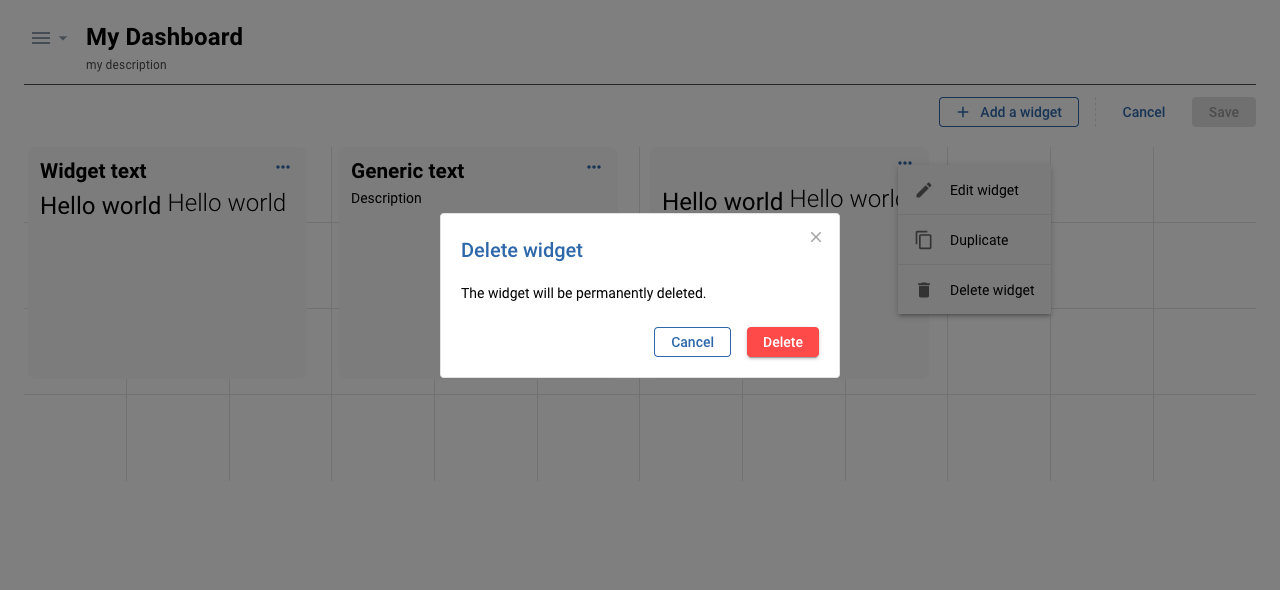 My Dashboard
my description
Add a widget
Cancel
Save
Widget text
Hello world Hello world
Generic text
Description
Hello world Hello world
Edit widget
Duplicate
Delete widget
Delete widget
The widget will be permanently deleted.
Cancel
Delete